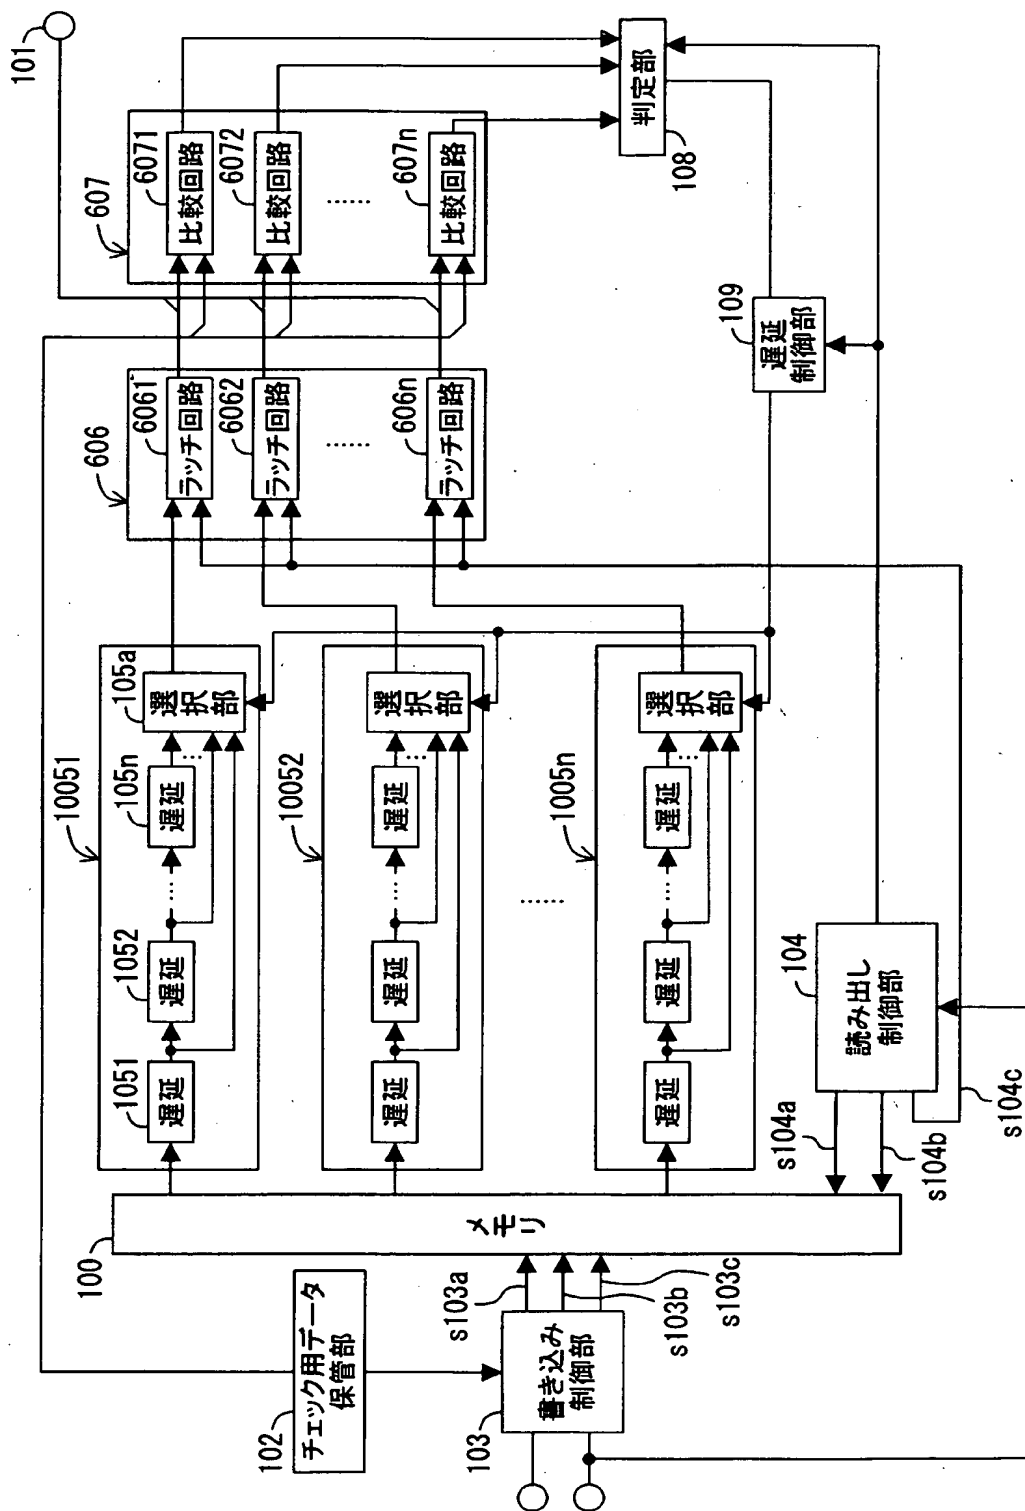 101
607
比較回路
6071
比較回路
6072
……
比較回路
607n
判定部
108
606
ラッチ回路
6061
ラッチ回路
6062
……
ラッチ回路
606n
遅延
制御部
109
10051
遅延
1051
遅延
1052
……
遅延
105n
……
選択部
105a
10052
遅延
遅延
……
遅延
……
選択部
……
1005n
遅延
遅延
……
遅延
……
選択部
100
メモリ
102
チェック用データ
保管部
103
書き込み
制御部
s103a
s103b
s103c
104
読み出し
制御部
s104a
s104b
s104c